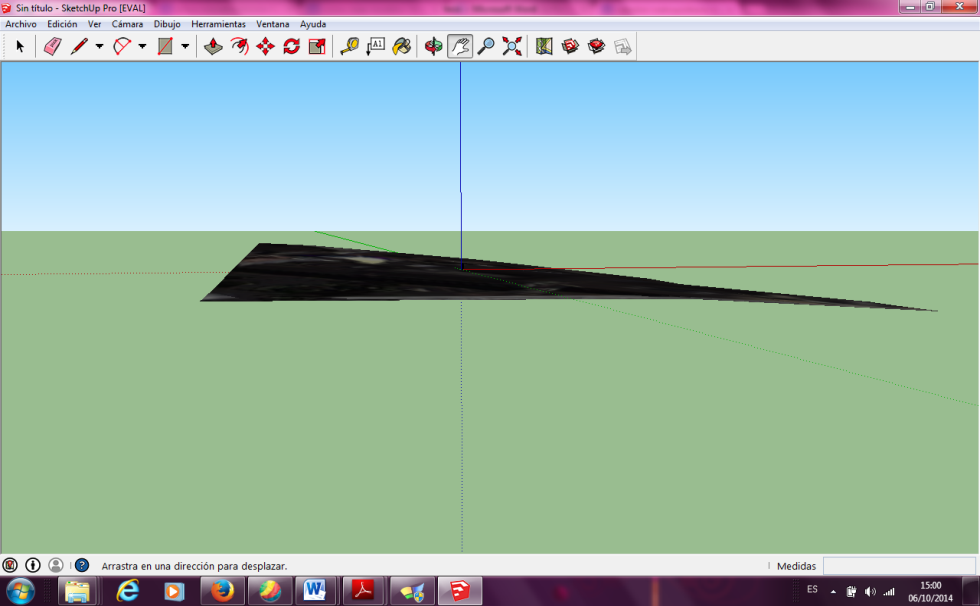 Sin título - SketchUp Pro [EVAL]
Archivo Edición Ver Cámara Dibujo Herramientas Ventana Ayuda
A1
Arrastra en una dirección para desplazar.
Medidas
ES
15:00
06/10/2014